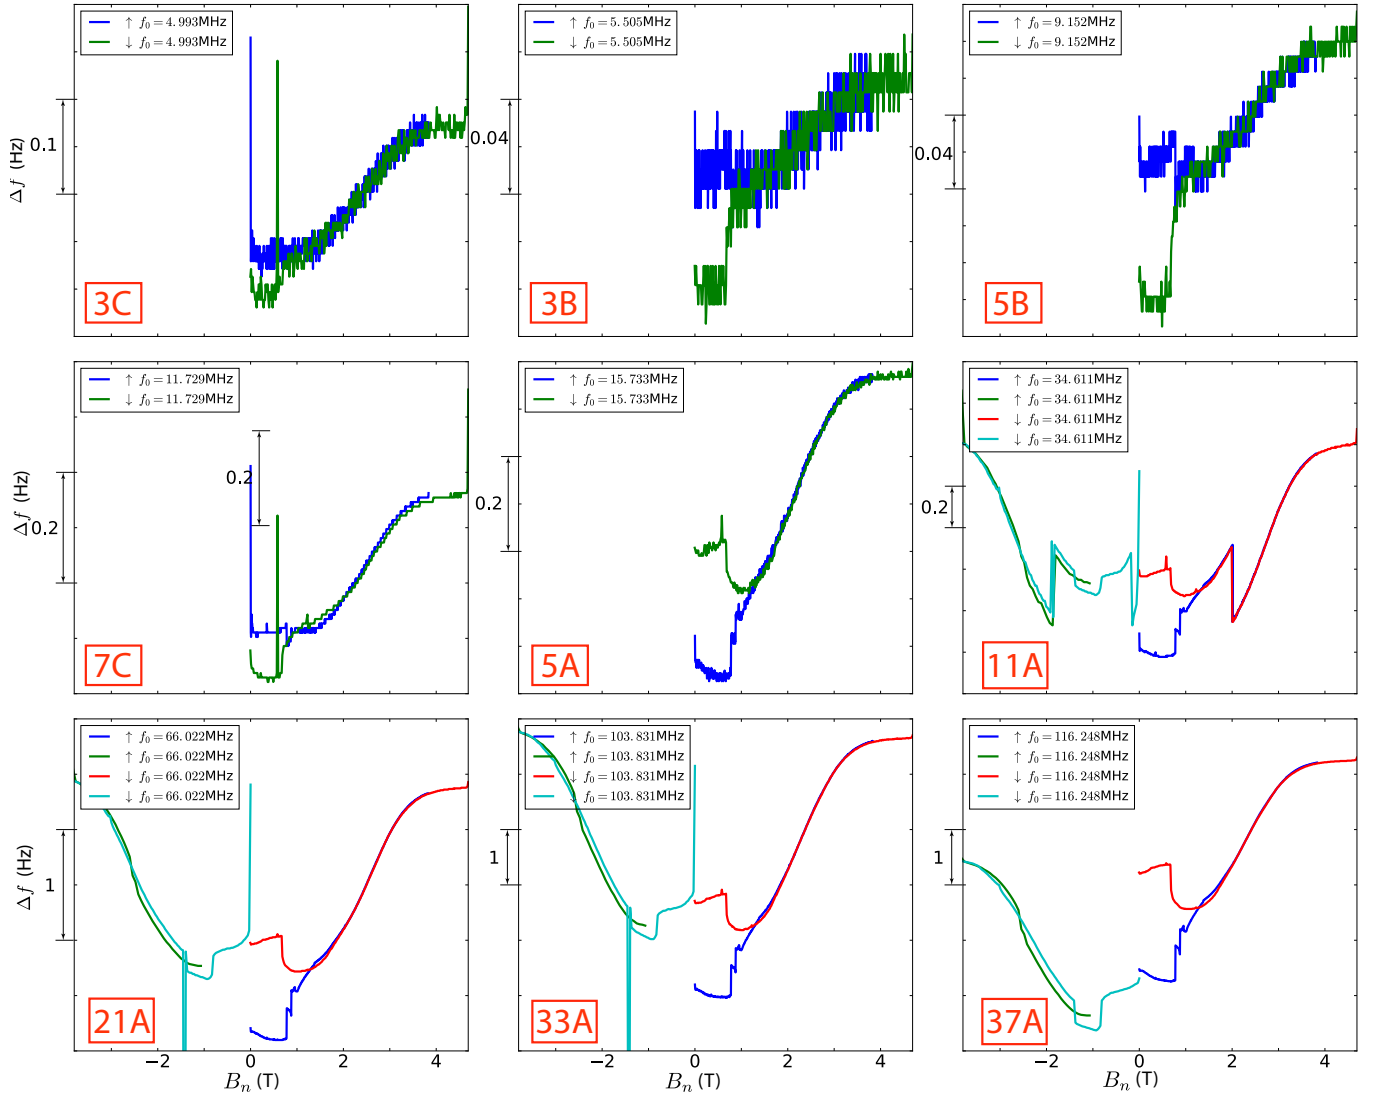 ↑ f₀ = 4.993MHz
↓ f₀ = 4.993MHz
Δf (Hz)
0.1
3C
↑ f₀ = 5.505MHz
↓ f₀ = 5.505MHz
0.04
3B
↑ f₀ = 9.152MHz
↓ f₀ = 9.152MHz
0.04
5B
↑ f₀ = 11.729MHz
↓ f₀ = 11.729MHz
Δf (Hz)
0.2
0.2
7C
↑ f₀ = 15.733MHz
↓ f₀ = 15.733MHz
0.2
5A
↑ f₀ = 34.611MHz
↑ f₀ = 34.611MHz
↓ f₀ = 34.611MHz
↓ f₀ = 34.611MHz
0.2
11A
↑ f₀ = 66.022MHz
↑ f₀ = 66.022MHz
↓ f₀ = 66.022MHz
↓ f₀ = 66.022MHz
Δf (Hz)
1
21A
−2 0 2 4
Bₙ (T)
↑ f₀ = 103.831MHz
↑ f₀ = 103.831MHz
↓ f₀ = 103.831MHz
↓ f₀ = 103.831MHz
1
33A
−2 0 2 4
Bₙ (T)
↑ f₀ = 116.248MHz
↑ f₀ = 116.248MHz
↓ f₀ = 116.248MHz
↓ f₀ = 116.248MHz
1
37A
−2 0 2 4
Bₙ (T)